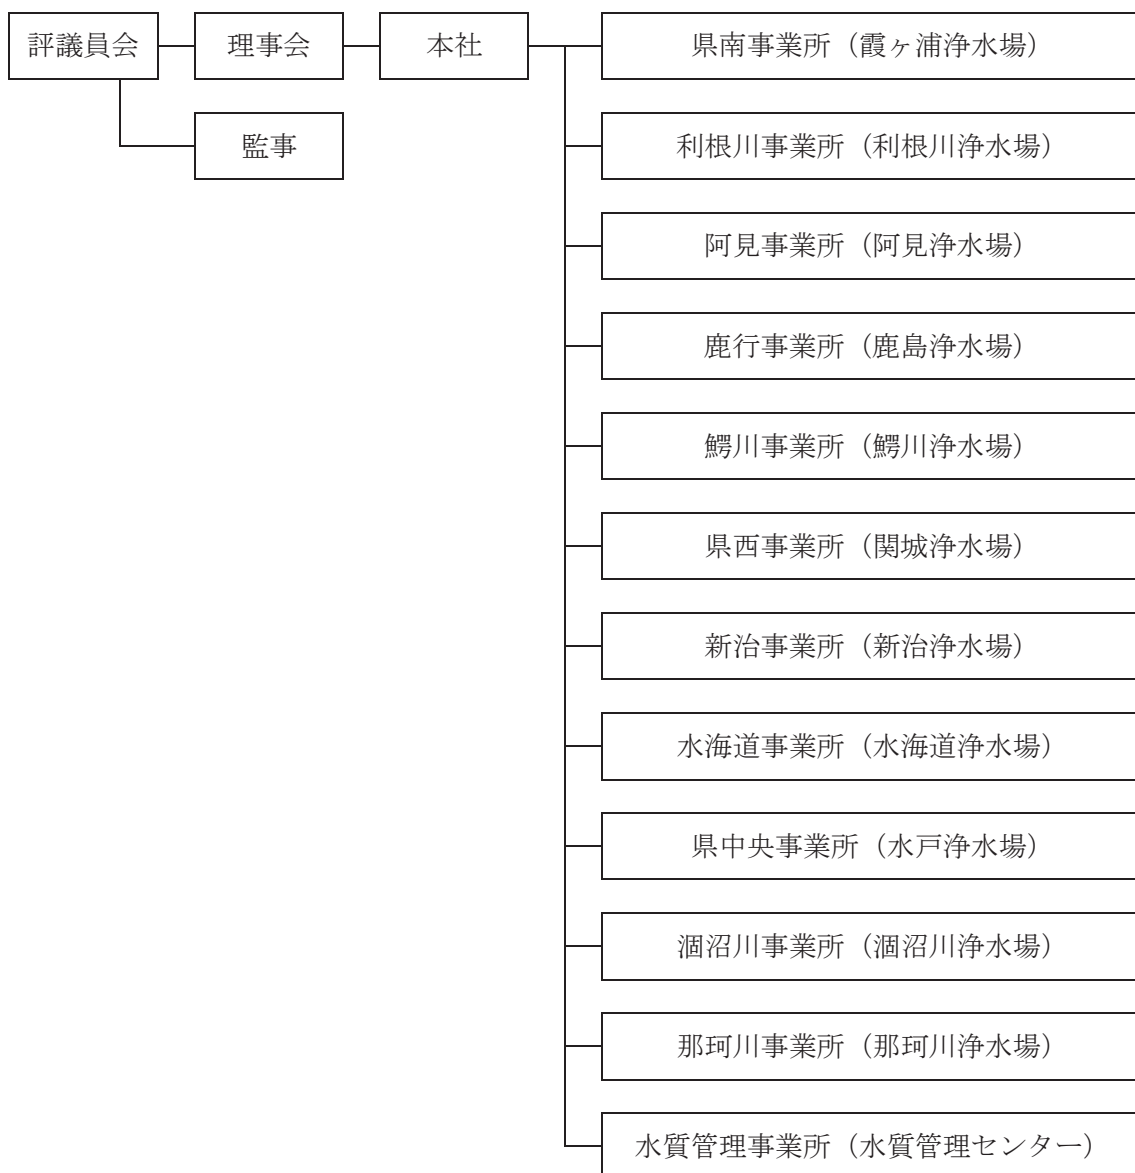 評議員会
理事会
本社
監事
県南事業所（霞ヶ浦浄水場）
利根川事業所（利根川浄水場）
阿見事業所（阿見浄水場）
鹿行事業所（鹿島浄水場）
鰐川事業所（鰐川浄水場）
県西事業所（関城浄水場）
新治事業所（新治浄水場）
水海道事業所（水海道浄水場）
県中央事業所（水戸浄水場）
涸沼川事業所（涸沼川浄水場）
那珂川事業所（那珂川浄水場）
水質管理事業所（水質管理センター）